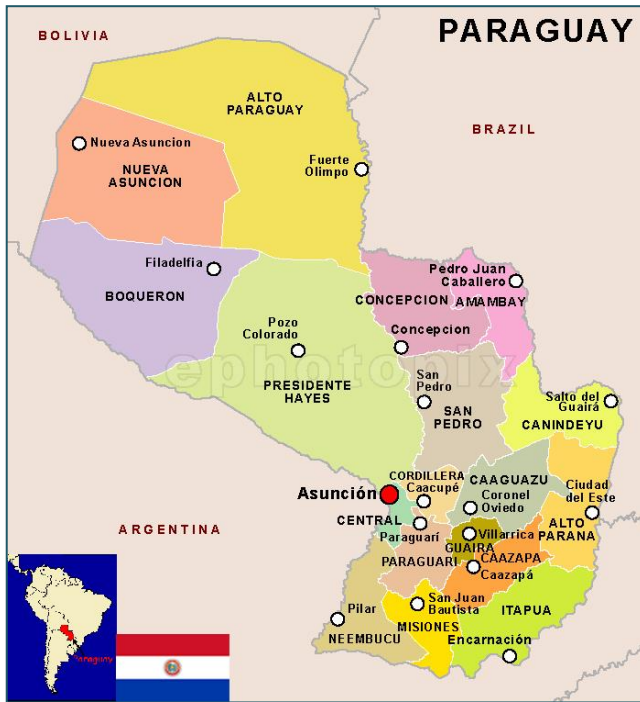 PARAGUAY
BOLIVIA
BRAZIL
ALTO
PARAGUAY
Nueva Asuncion
NUEVA
ASUNCION
Fuerte
Olimpo
Filadelfia
BOQUERON
Pedro Juan
Caballero
CONCEPCION
AMAMBAY
Concepcion
Pozo
Colorado
ephotopix
PRESIDENTE
HAYES
San
Pedro
SAN
PEDRO
Salto del
Guairá
CANINDEYU
CORDILLERA
Caacupé
CAAGUAZU
Coronel
Oviedo
Ciudad
del Este
Asunción
CENTRAL
Paraguarí
Villarrica
GUAIRA
ALTO
PARANA
ARGENTINA
PARAGUARI
CAAZAPA
Caazapá
San Juan
Bautista
MISIONES
ITAPUA
Pilar
NEEMBUCU
Encarnación
Paraguay